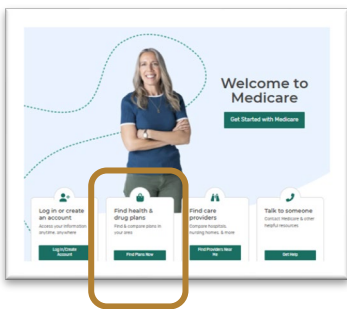 Welcome to
Medicare
Get Started with Medicare
Log in or create
an account
Access your information
anytime, anywhere
Log in/Create
Account
Find health &
drug plans
Find & compare plans in
your area
Find Plans Now
Find care
providers
Compare hospitals,
nursing homes, & more
Find Providers Near
Me
Talk to someone
Contact Medicare & other
helpful resources
Get Help